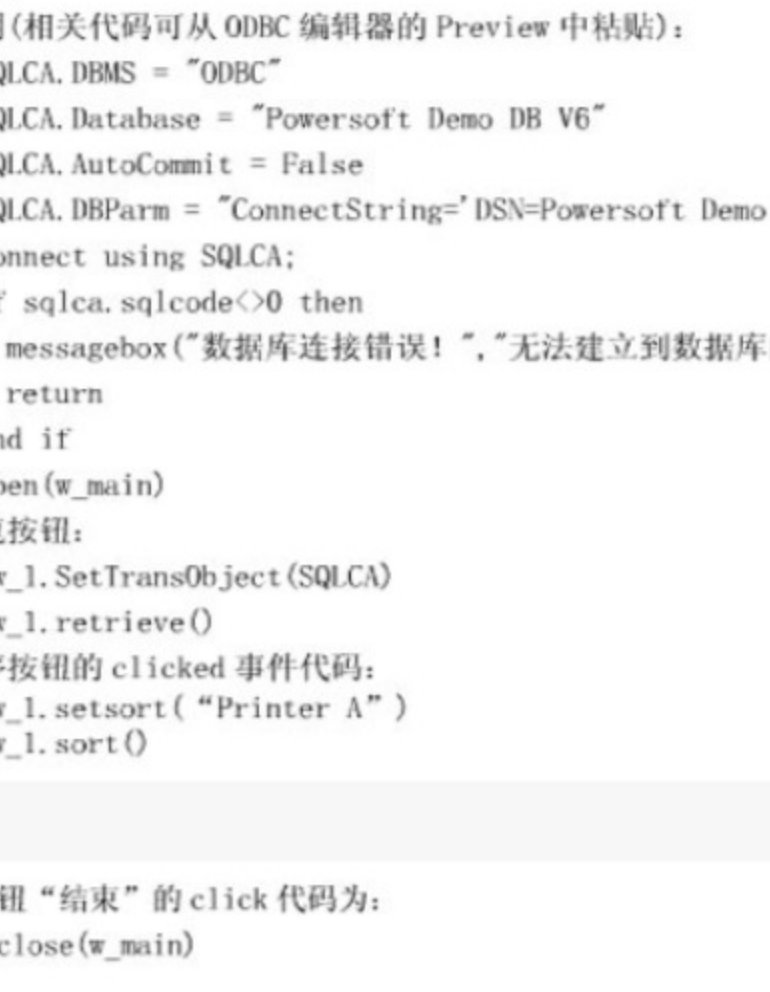 (相关代码可从 ODBC 编辑器的 Preview 中粘贴):
QLCA.DBMS = "ODBC"
QLCA.Database = "Powersoft Demo DB V6"
QLCA.AutoCommit = False
QLCA.DBParm = "ConnectString='DSN=Powersoft Demo
onnect using SQLCA;
f sqlca.sqlcode<>0 then
messagebox("数据库连接错误! ","无法建立到数据库
return
nd if
pen(w_main)
按钮:
w_1.SetTransObject(SQLCA)
w_1.retrieve()
按钮的 clicked 事件代码:
w_1.setsort( “Printer A” )
w_1.sort()
钮 “结束” 的 click 代码为:
close(w_main)